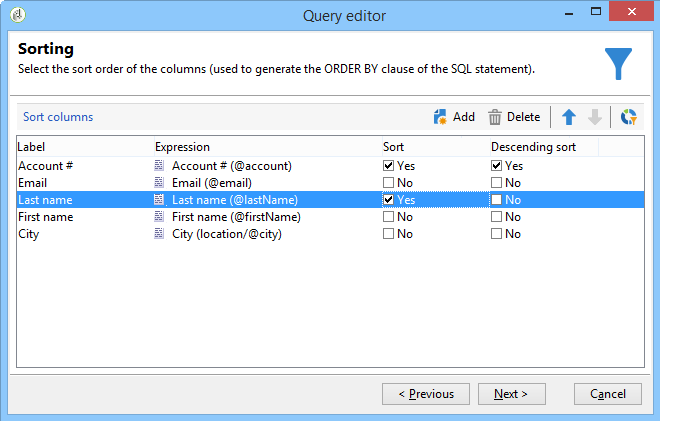 Query editor
Sorting
Select the sort order of the columns (used to generate the ORDER BY clause of the SQL statement).
Sort columns Add Delete
Label Expression Sort Descending sort
Account # Account # (@account) Yes Yes
Email Email (@email) No No
Last name Last name (@lastName) Yes No
First name First name (@firstName) No No
City City (location/@city) No No
< Previous Next > Cancel